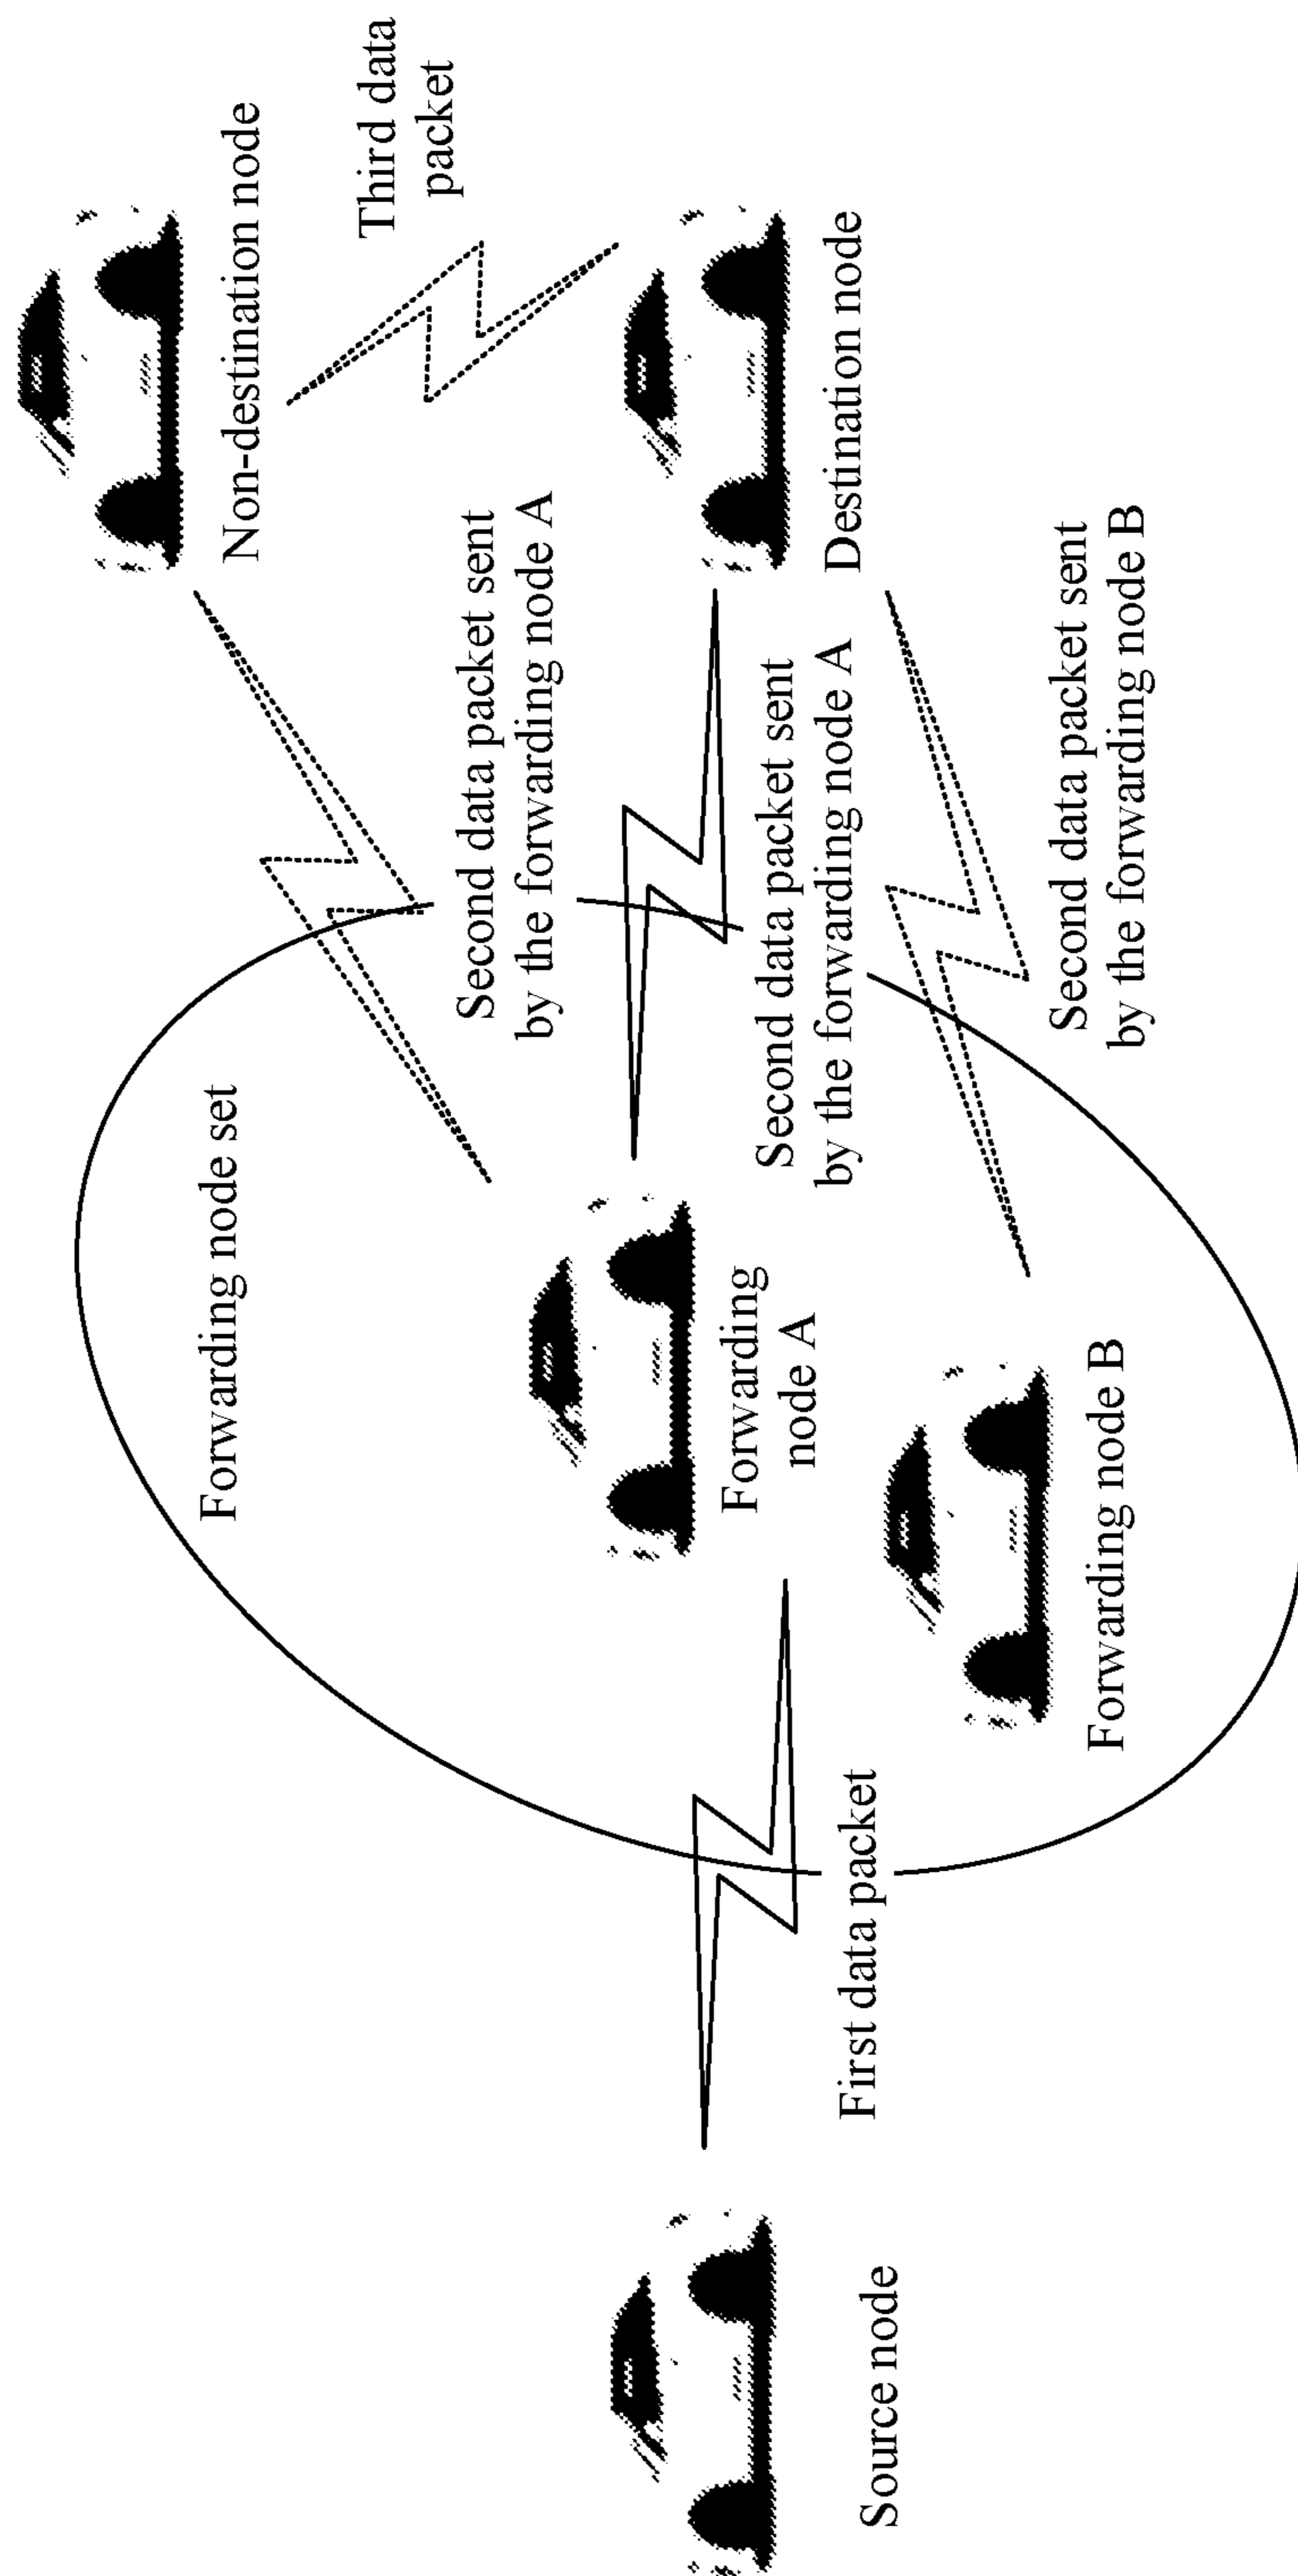 Non-destination node
Third data
packet
Forwarding node set
Second data packet sent
by the forwarding node A
Second data packet sent
by the forwarding node A
Destination node
Forwarding
node A
First data packet
Source node
Second data packet sent
by the forwarding node B
Forwarding node B